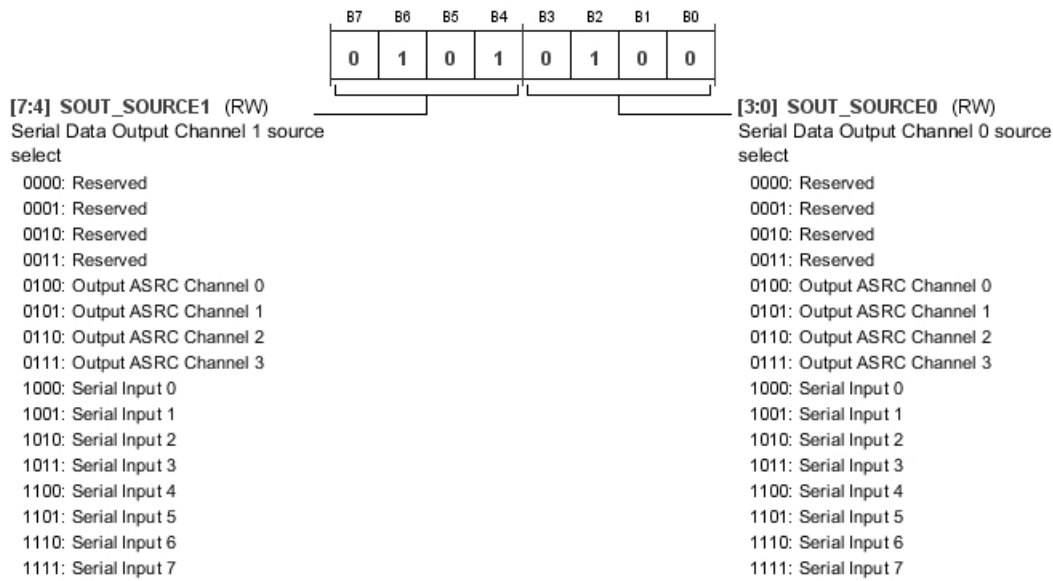 B7 B6 B5 B4 B3 B2 B1 B0
0 1 0 1 0 1 0 0
[7:4] SOUT_SOURCE1 (RW)
Serial Data Output Channel 1 source
select
0000: Reserved
0001: Reserved
0010: Reserved
0011: Reserved
0100: Output ASRC Channel 0
0101: Output ASRC Channel 1
0110: Output ASRC Channel 2
0111: Output ASRC Channel 3
1000: Serial Input 0
1001: Serial Input 1
1010: Serial Input 2
1011: Serial Input 3
1100: Serial Input 4
1101: Serial Input 5
1110: Serial Input 6
1111: Serial Input 7
[3:0] SOUT_SOURCE0 (RW)
Serial Data Output Channel 0 source
select
0000: Reserved
0001: Reserved
0010: Reserved
0011: Reserved
0100: Output ASRC Channel 0
0101: Output ASRC Channel 1
0110: Output ASRC Channel 2
0111: Output ASRC Channel 3
1000: Serial Input 0
1001: Serial Input 1
1010: Serial Input 2
1011: Serial Input 3
1100: Serial Input 4
1101: Serial Input 5
1110: Serial Input 6
1111: Serial Input 7